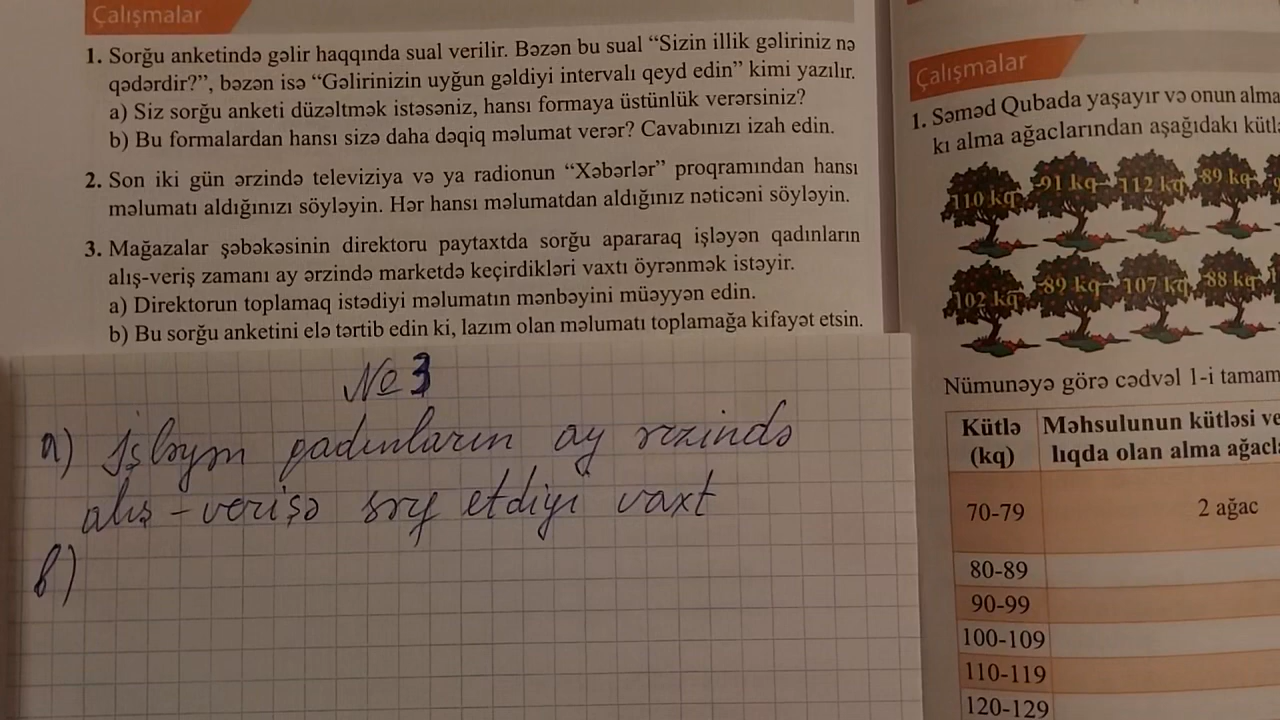 Çalışmalar
1. Sorğu anketində gəlir haqqında sual verilir. Bəzən bu sual “Sizin illik gəliriniz nə
qədərdir?”, bəzən isə “Gəlirinizin uyğun gəldiyi intervalı qeyd edin” kimi yazılır.
a) Siz sorğu anketi düzəltmək istəsəniz, hansı formaya üstünlük verərsiniz?
b) Bu formalardan hansı sizə daha dəqiq məlumat verər? Cavabınızı izah edin.
2. Son iki gün ərzində televiziya və ya radionun “Xəbərlər” proqramından hansı
məlumatı aldığınızı söyləyin. Hər hansı məlumatdan aldığınız nəticəni söyləyin.
3. Mağazalar şəbəkəsinin direktoru paytaxtda sorğu apararaq işləyən qadınların
alış-veriş zamanı ay ərzində marketdə keçirdikləri vaxtı öyrənmək istəyir.
a) Direktorun toplamaq istədiyi məlumatın mənbəyini müəyyən edin.
b) Bu sorğu anketini elə tərtib edin ki, lazım olan məlumatı toplamağa kifayət etsin.
№ 3
a) İşləyən qadınların ay ərzində
alış-verişə sərf etdiyi vaxt
b)
Çalışmalar
1. Səməd Qubada yaşayır və onun alma
kı alma ağaclarından aşağıdakı kütlə
110 kq 91 kq 112 kq 89 kq
102 kq 89 kq 107 kq 88 kq
Nümunəyə görə cədvəl 1-i tamam
Kütlə (kq) Məhsulunun kütləsi ve
lıqda olan alma ağacla
70-79 2 ağac
80-89
90-99
100-109
110-119
120-129